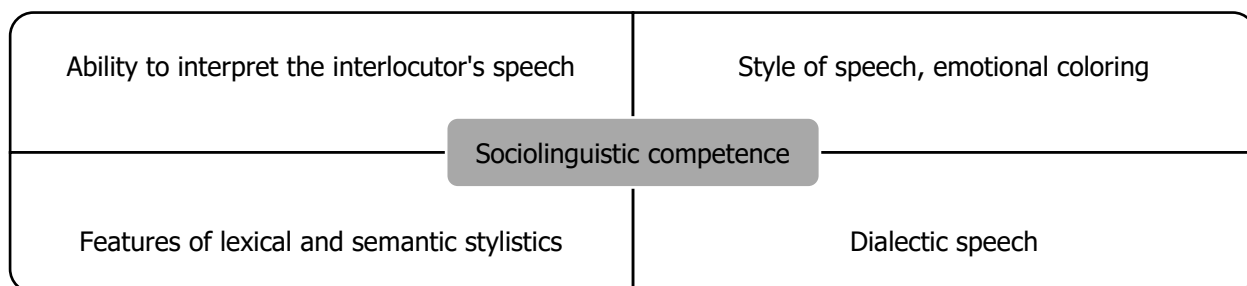 Ability to interpret the interlocutor's speech
Style of speech, emotional coloring
Sociolinguistic competence
Features of lexical and semantic stylistics
Dialectic speech